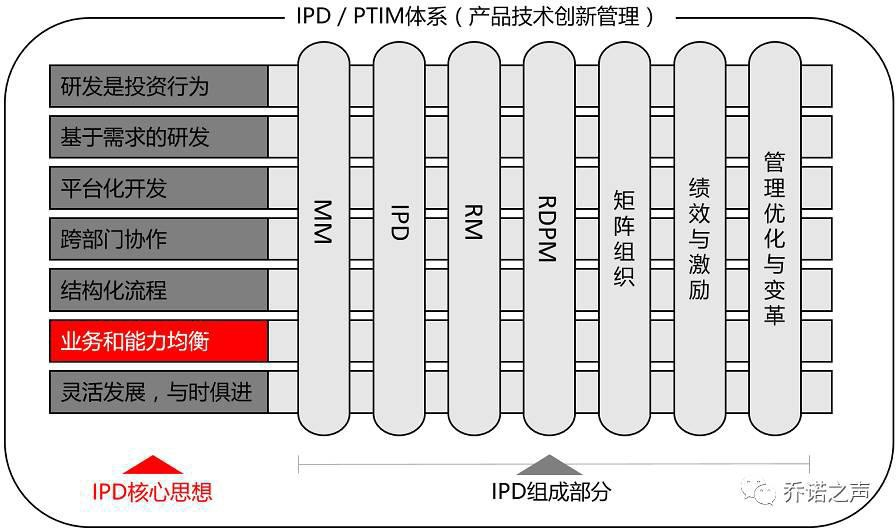 IPD / PTIM体系（产品技术创新管理）
研发是投资行为
基于需求的研发
平台化开发
跨部门协作
结构化流程
业务和能力均衡
灵活发展，与时俱进
MM
IPD
RM
RDPM
矩阵组织
绩效与激励
管理优化与变革
IPD核心思想
IPD组成部分
乔诺之声